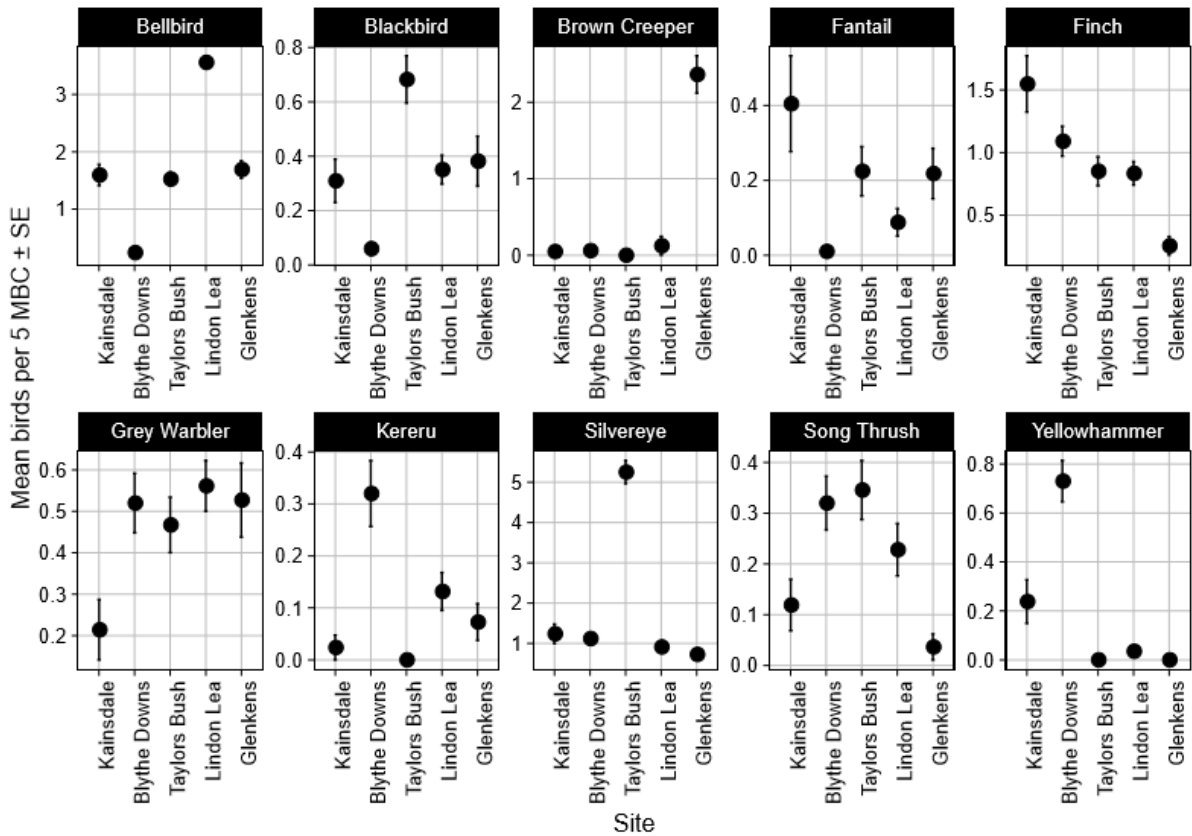 Mean birds per 5 MBC ± SE
Bellbird
3
2
1
Kainsdale
Blythe Downs
Taylors Bush
Lindon Lea
Glenkens
Blackbird
0.8
0.6
0.4
0.2
0.0
Kainsdale
Blythe Downs
Taylors Bush
Lindon Lea
Glenkens
Brown Creeper
2
1
0
Kainsdale
Blythe Downs
Taylors Bush
Lindon Lea
Glenkens
Fantail
0.4
0.2
0.0
Kainsdale
Blythe Downs
Taylors Bush
Lindon Lea
Glenkens
Finch
1.5
1.0
0.5
Kainsdale
Blythe Downs
Taylors Bush
Lindon Lea
Glenkens
Grey Warbler
0.6
0.5
0.4
0.3
0.2
Kainsdale
Blythe Downs
Taylors Bush
Lindon Lea
Glenkens
Kereru
0.4
0.3
0.2
0.1
0.0
Kainsdale
Blythe Downs
Taylors Bush
Lindon Lea
Glenkens
Silvereye
5
4
3
2
1
Kainsdale
Blythe Downs
Taylors Bush
Lindon Lea
Glenkens
Song Thrush
0.4
0.3
0.2
0.1
0.0
Kainsdale
Blythe Downs
Taylors Bush
Lindon Lea
Glenkens
Yellowhammer
0.8
0.6
0.4
0.2
0.0
Kainsdale
Blythe Downs
Taylors Bush
Lindon Lea
Glenkens
Site